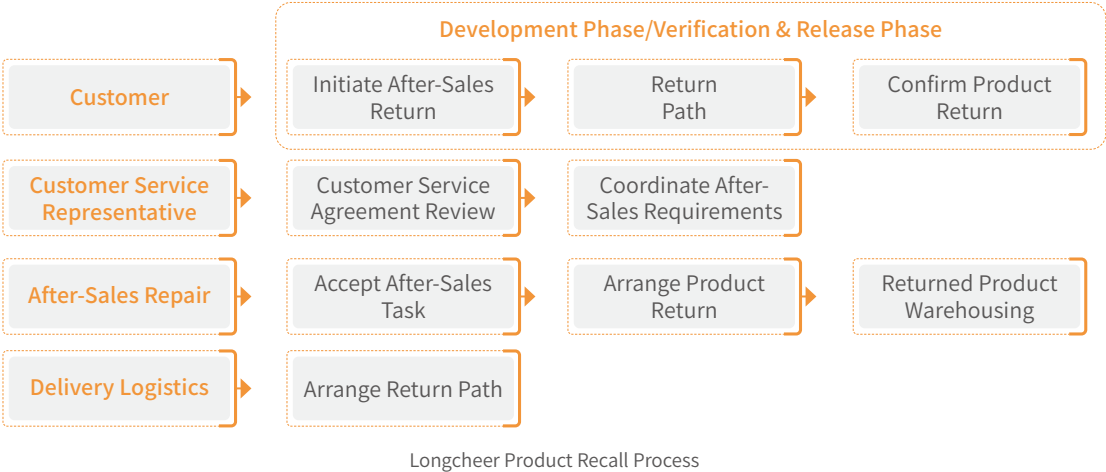 Development Phase/Verification & Release Phase
Customer
Initiate After-Sales
Return
Return
Path
Confirm Product
Return
Customer Service
Representative
Customer Service
Agreement Review
Coordinate After-
Sales Requirements
After-Sales Repair
Accept After-Sales
Task
Arrange Product
Return
Returned Product
Warehousing
Delivery Logistics
Arrange Return Path
Longcheer Product Recall Process